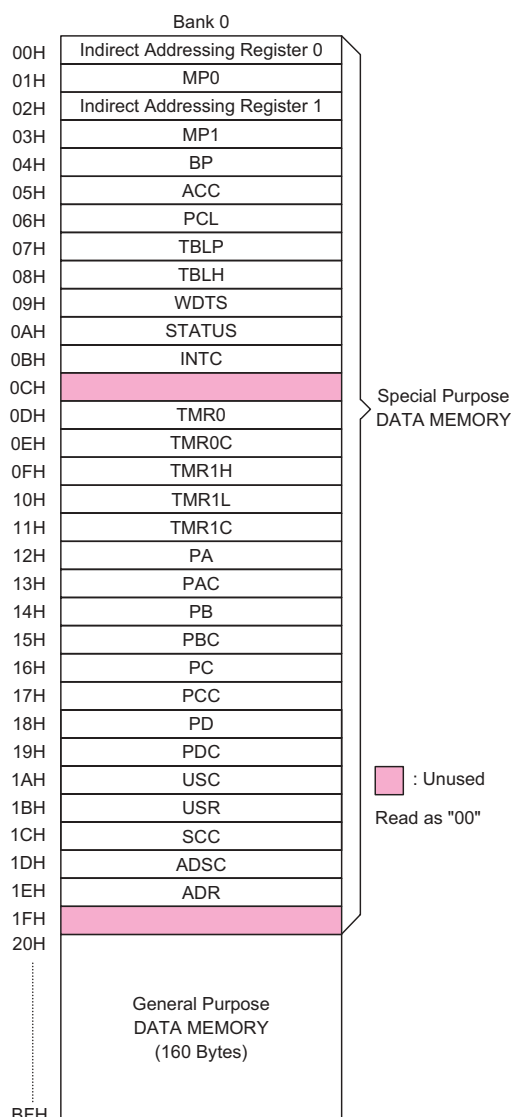 Bank 0
00H Indirect Addressing Register 0
01H MP0
02H Indirect Addressing Register 1
03H MP1
04H BP
05H ACC
06H PCL
07H TBLP
08H TBLH
09H WDTS
0AH STATUS
0BH INTC
0CH
0DH TMR0
0EH TMR0C
0FH TMR1H
10H TMR1L
11H TMR1C
12H PA
13H PAC
14H PB
15H PBC
16H PC
17H PCC
18H PD
19H PDC
1AH USC
1BH USR
1CH SCC
1DH ADSC
1EH ADR
1FH
20H
General Purpose
DATA MEMORY
(160 Bytes)
BFH
Special Purpose
DATA MEMORY
: Unused
Read as "00"